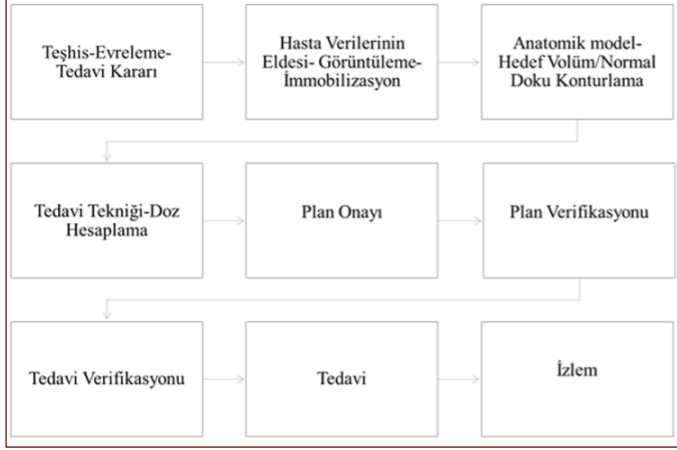 Teşhis-Evreleme-
Tedavi Kararı
Hasta Verilerinin
Eldesi- Görüntüleme-
İmmobilizasyon
Anatomik model-
Hedef Volüm/Normal
Doku Konturlama
Tedavi Tekniği-Doz
Hesaplama
Plan Onayı
Plan Verifikasyonu
Tedavi Verifikasyonu
Tedavi
İzlem